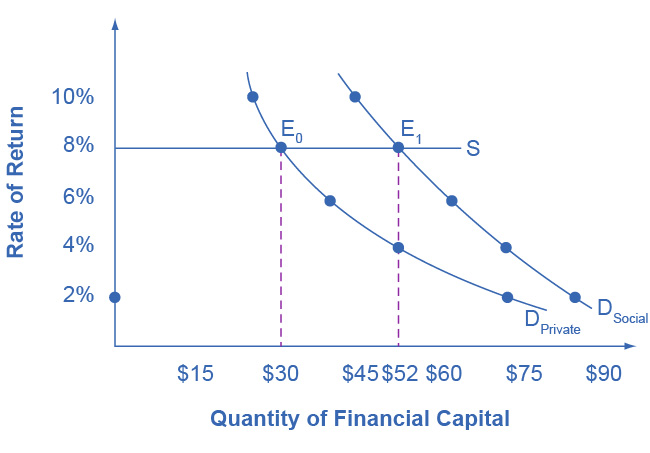 10%
E0
E1
8%
S
6%
4%
2%
DSocial
DPrivate
$15 $30 $45 $52 $60 $75 $90
Rate of Return
Quantity of Financial Capital